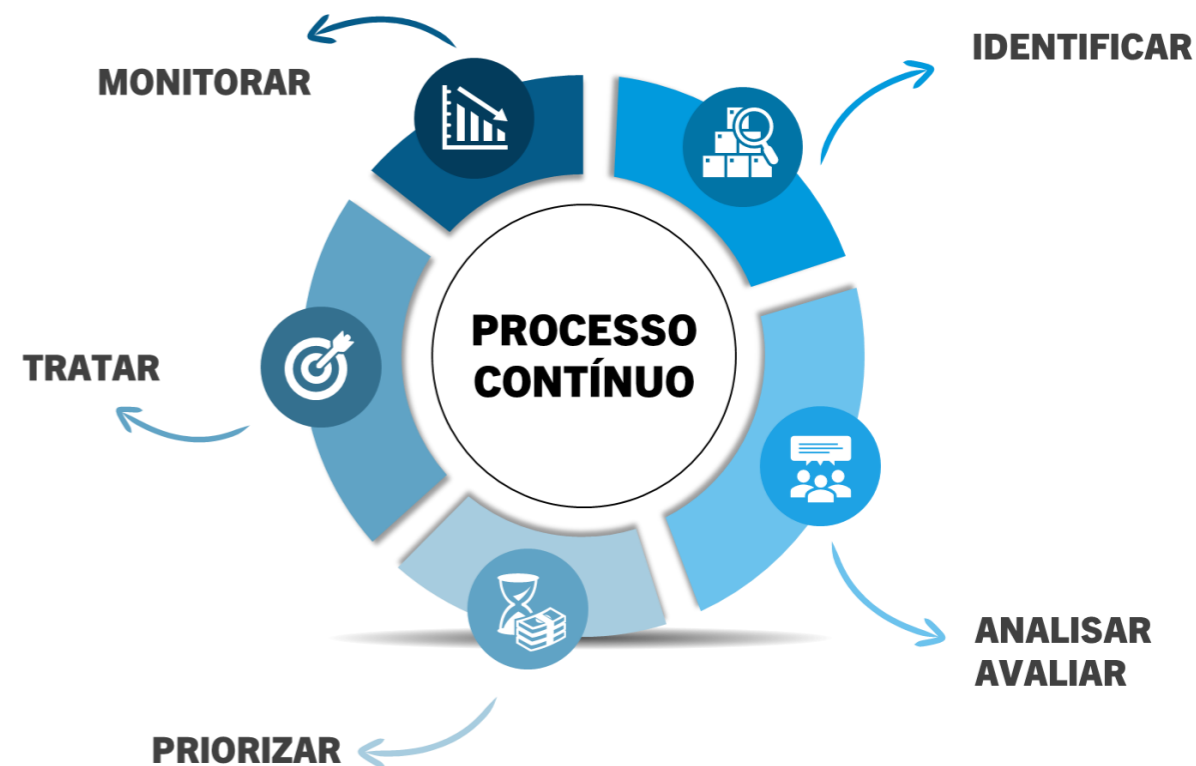 IDENTIFICAR
MONITORAR
PROCESSO
CONTÍNUO
TRATAR
ANALISAR
AVALIAR
PRIORIZAR